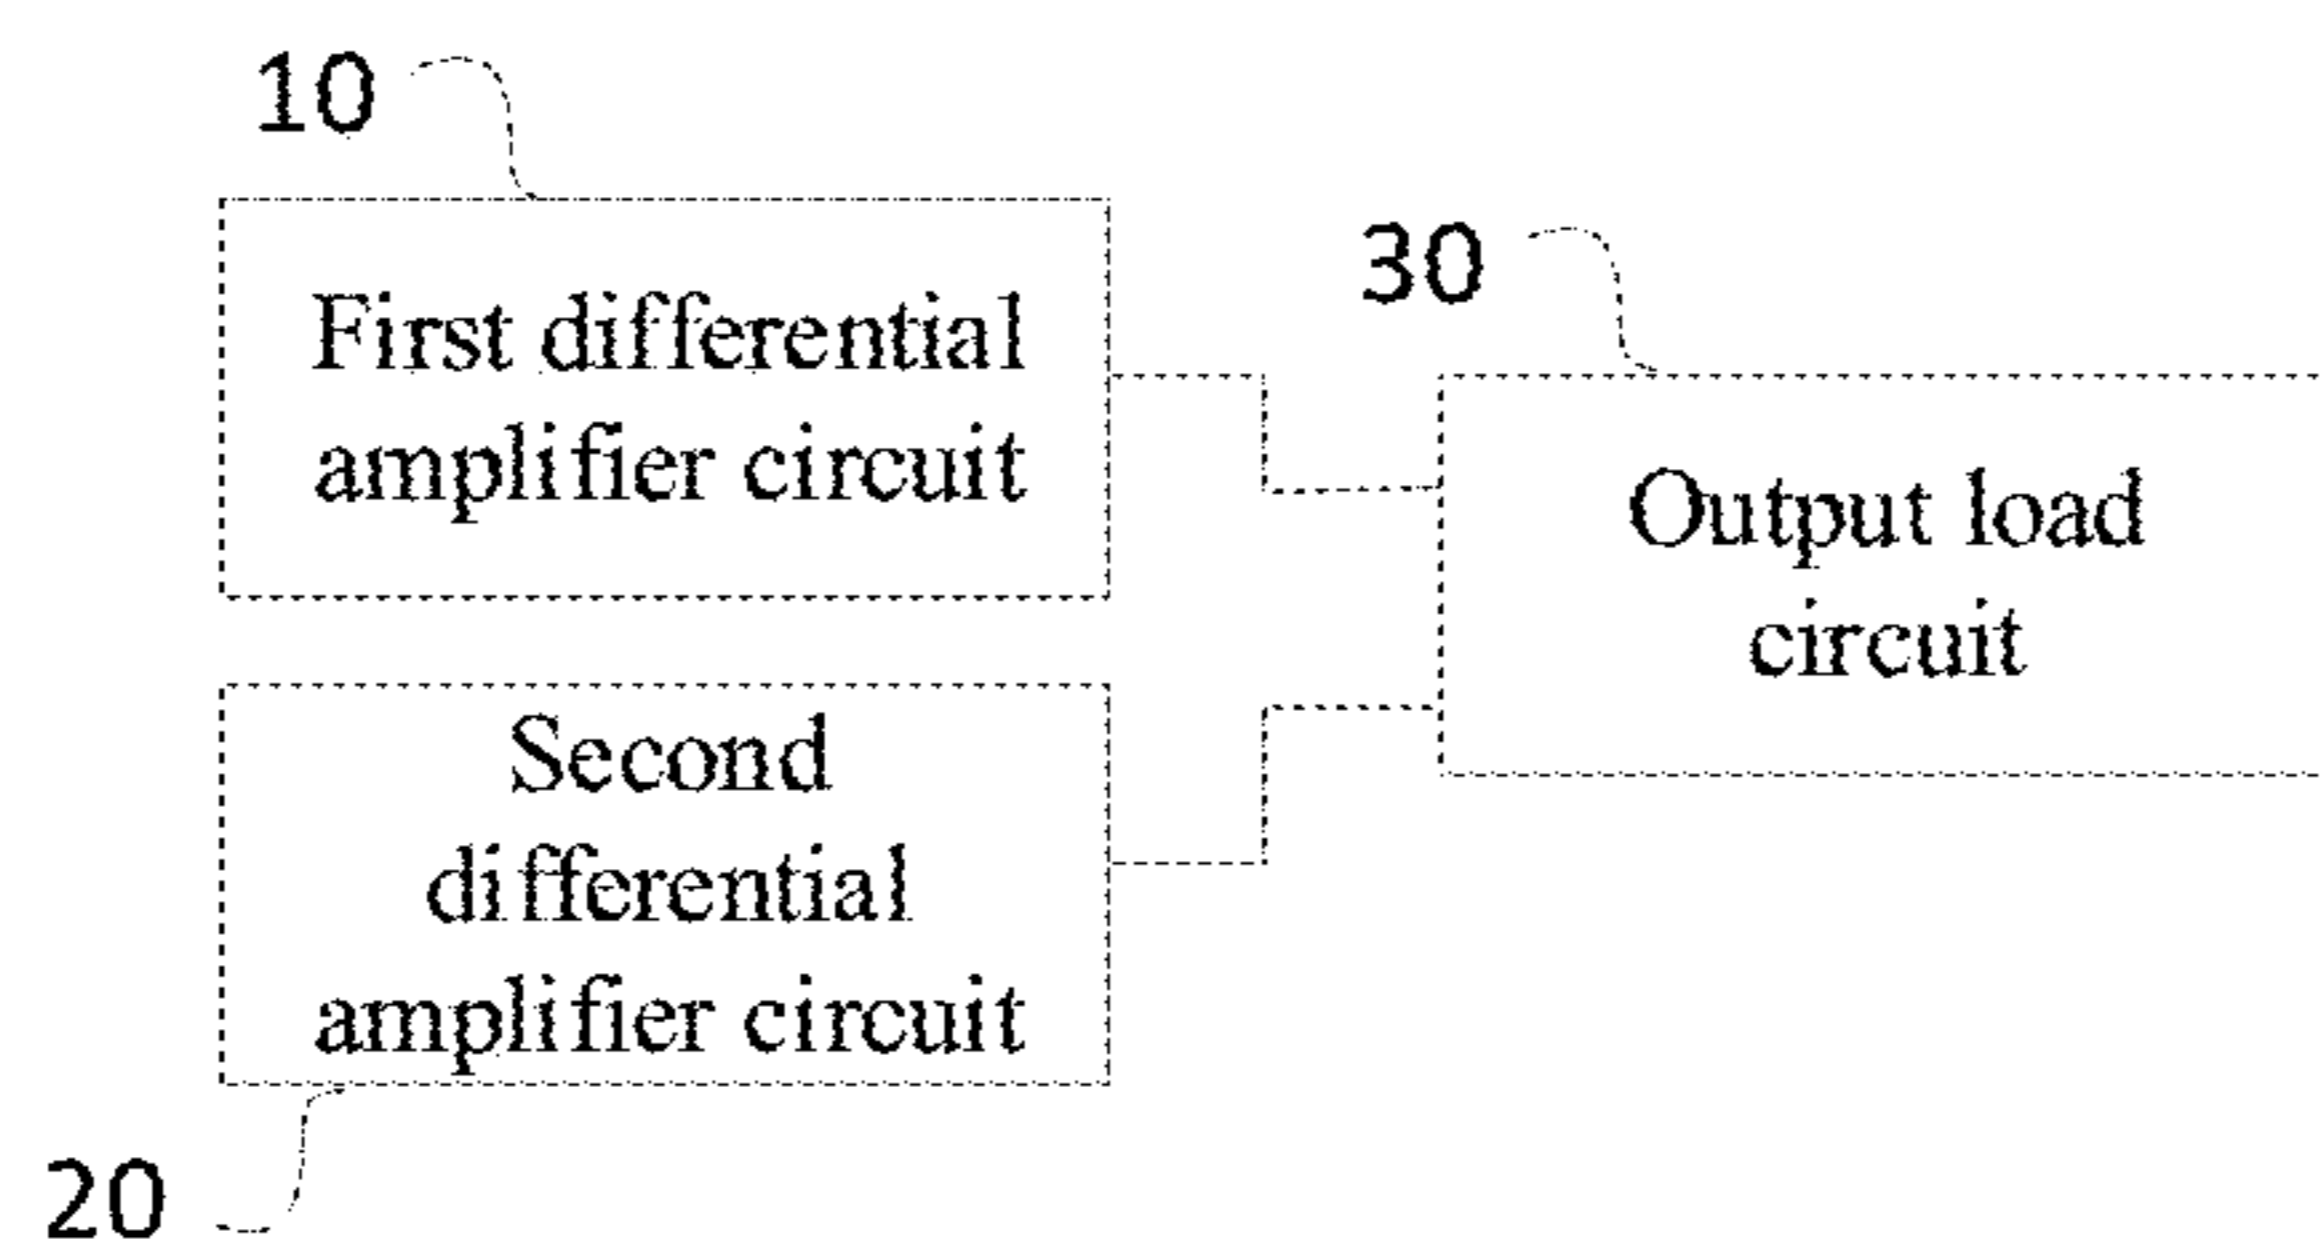 10
First differential
amplifier circuit
30
Output load
circuit
Second
differential
amplifier circuit
20